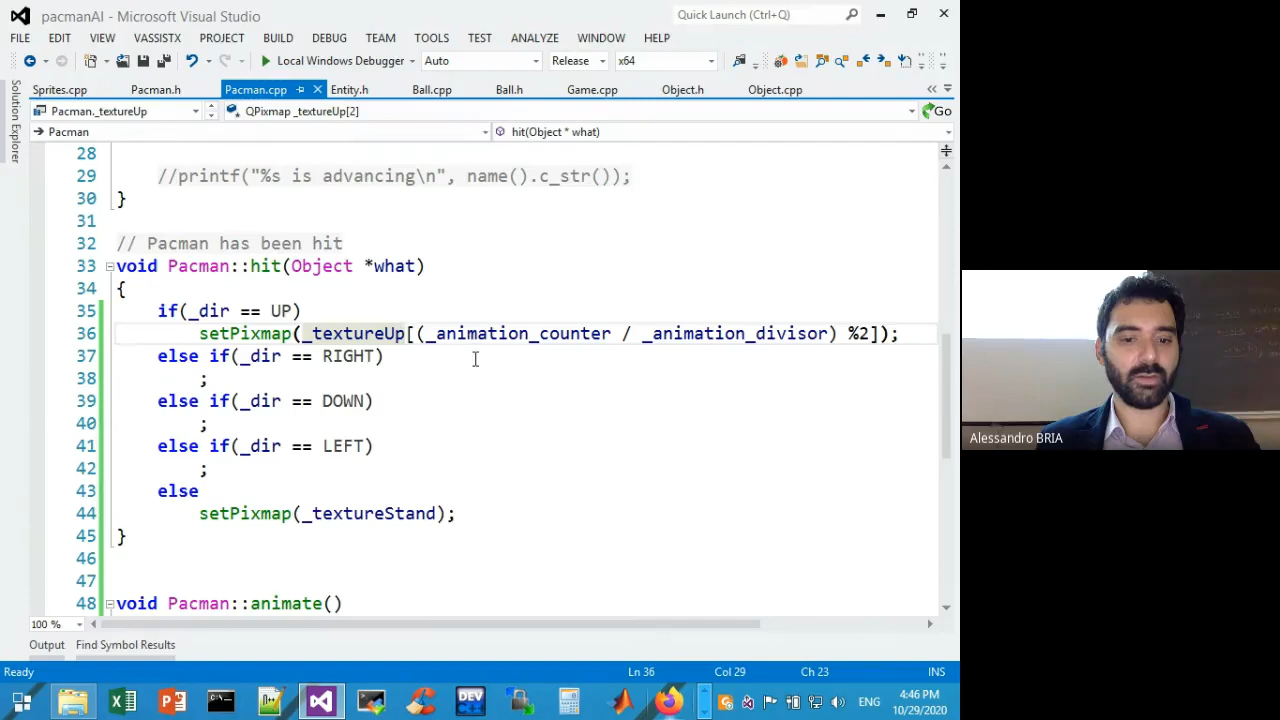 pacmanAI - Microsoft Visual Studio
Quick Launch (Ctrl+Q)
FILE EDIT VIEW VASSISTX PROJECT BUILD DEBUG TEAM TOOLS TEST ANALYZE WINDOW HELP
Local Windows Debugger Auto Release x64
Sprites.cpp Pacman.h Pacman.cpp Entity.h Ball.cpp Ball.h Game.cpp Object.h Object.cpp
Solution Explorer
Pacman._textureUp QPixmap _textureUp[2] Go
Pacman hit(Object * what)
28
29 //printf("%s is advancing\n", name().c_str());
30 }
31
32 // Pacman has been hit
33 void Pacman::hit(Object *what)
34 {
35 if(_dir == UP)
36 setPixmap(_textureUp[(_animation_counter / _animation_divisor) %2]);
37 else if(_dir == RIGHT)
38 ;
39 else if(_dir == DOWN)
40 ;
41 else if(_dir == LEFT)
42 ;
43 else
44 setPixmap(_textureStand);
45 }
46
47
48 void Pacman::animate()
100 %
Output Find Symbol Results
Ready Ln 36 Col 29 Ch 23 INS
DEV
ENG
4:46 PM
10/29/2020
Alessandro BRIA